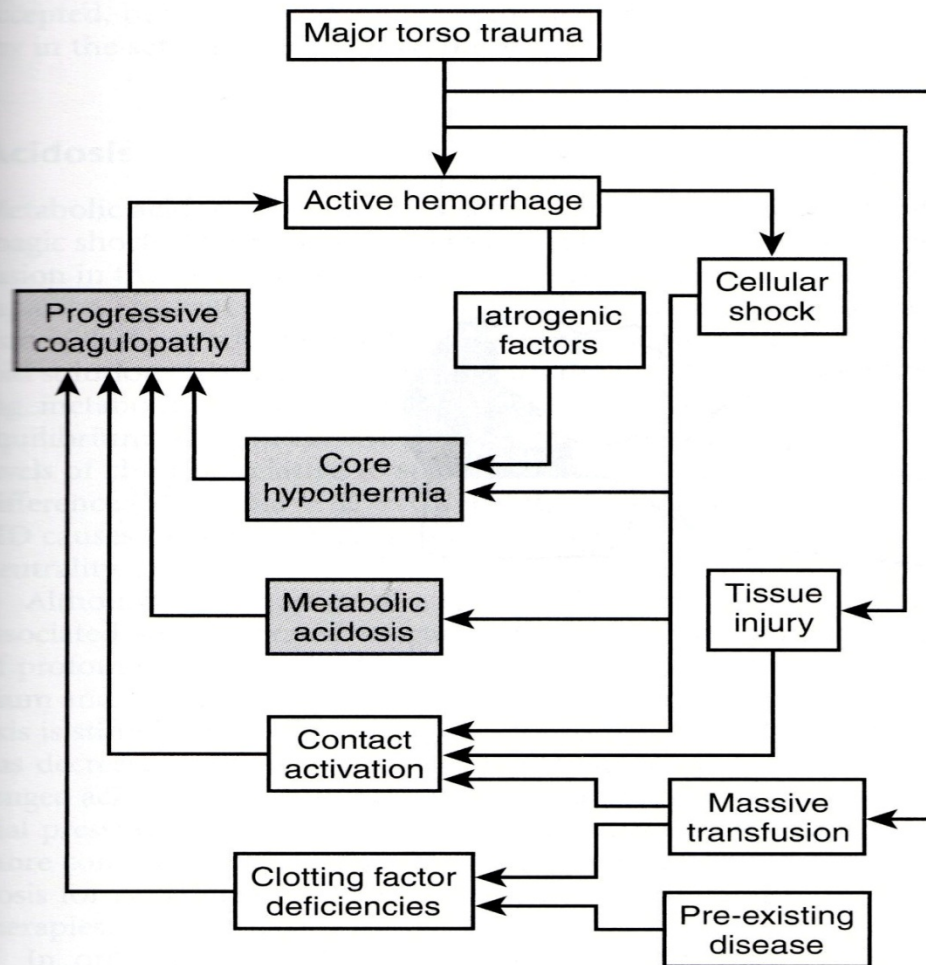 Major torso trauma
Active hemorrhage
Cellular
shock
Progressive
coagulopathy
Iatrogenic
factors
Core
hypothermia
Metabolic
acidosis
Tissue
injury
Contact
activation
Massive
transfusion
Clotting factor
deficiencies
Pre-existing
disease